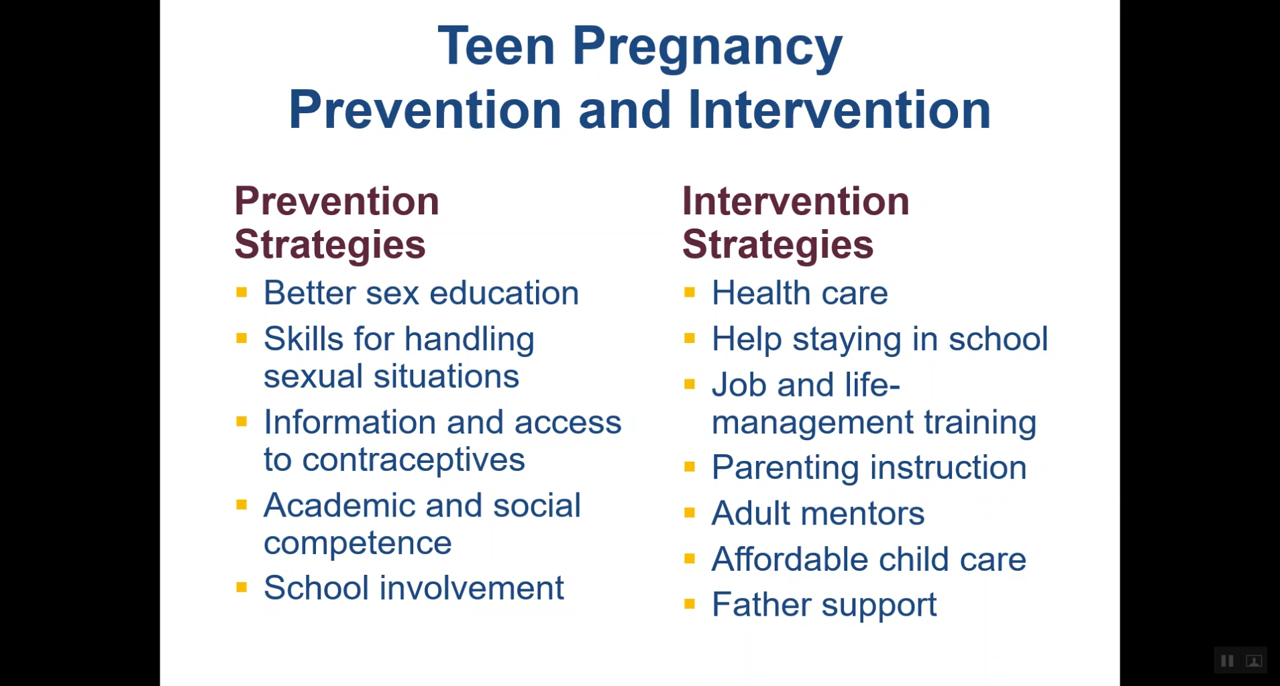 Teen Pregnancy
Prevention and Intervention
Prevention
Strategies
Better sex education
Skills for handling
sexual situations
Information and access
to contraceptives
Academic and social
competence
School involvement
Intervention
Strategies
Health care
Help staying in school
Job and life-
management training
Parenting instruction
Adult mentors
Affordable child care
Father support